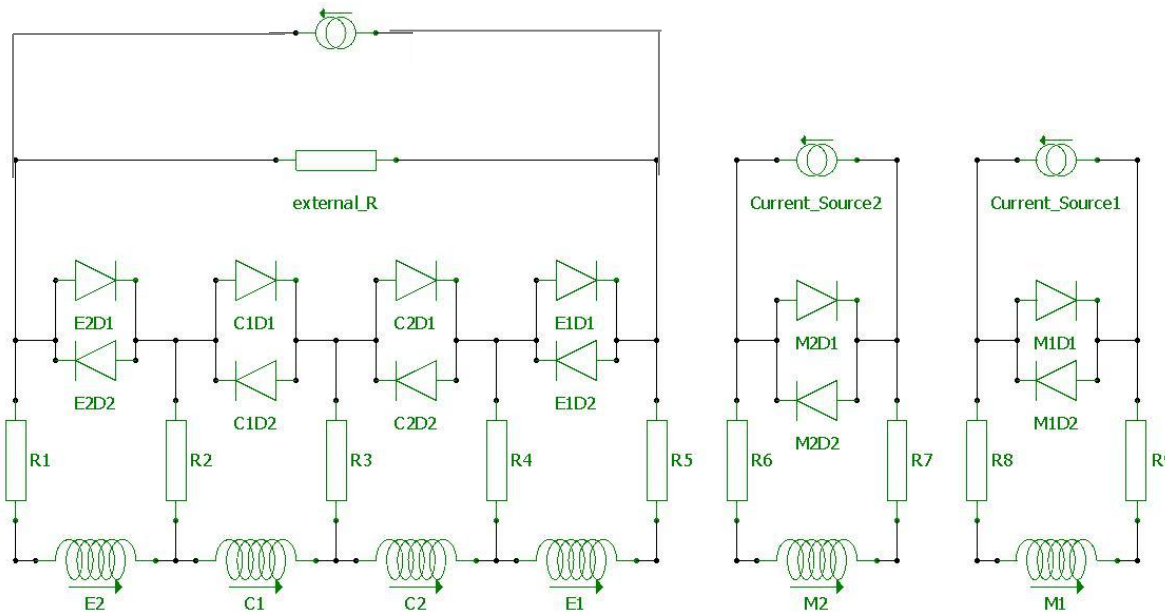 external_R
Current_Source2
Current_Source1
E2D1
C1D1
C2D1
E1D1
M2D1
M1D1
E2D2
C1D2
C2D2
E1D2
M2D2
M1D2
R1
R2
R3
R4
R5
R6
R7
R8
R9
E2
C1
C2
E1
M2
M1